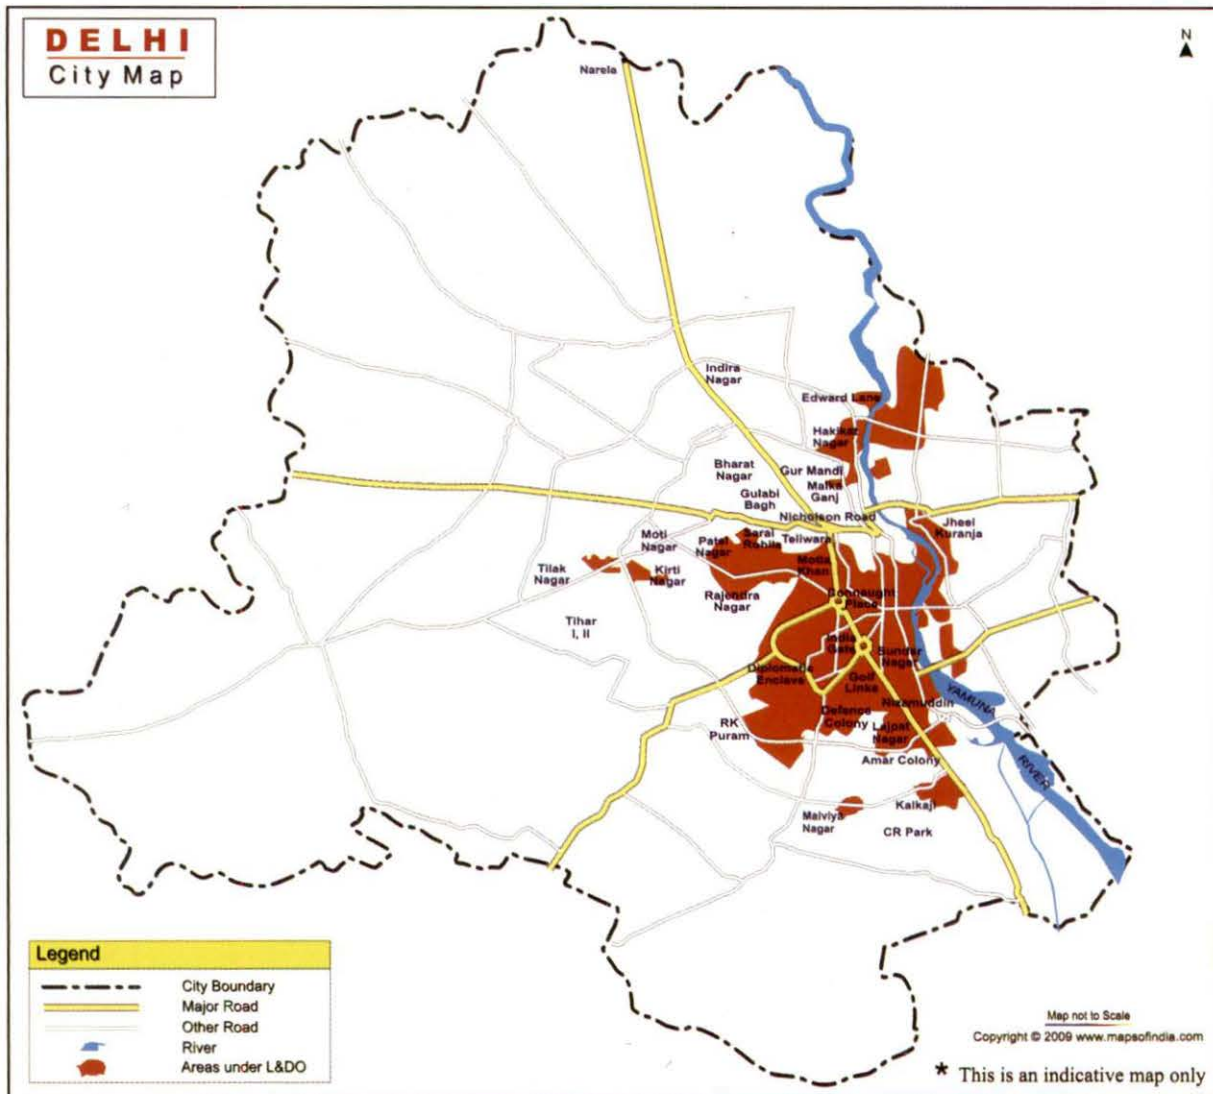 DELHI
City Map
N
Narela
Indira
Nagar
Edward Lane
Hakikat
Nagar
Bharat
Nagar
Gur Mandi
Malka
Ganj
Gulabi
Bagh
Nicholson Road
Jheel
Kuranja
Moti
Nagar
Patel
Nagar
Sarai
Rohila
Teliwara
Motia
Khan
Tilak
Nagar
Kirti
Nagar
Rajendra
Nagar
Connaught
Place
Tihar
I, II
India
Gate
Sundar
Nagar
Diplomatic
Enclave
Golf
Links
Nizamuddin
YAMUNA
RIVER
RK
Puram
Defence
Colony
Lajpat
Nagar
Amar Colony
Kalkaji
Malviya
Nagar
CR Park
Legend
City Boundary
Major Road
Other Road
River
Areas under L&DO
Map not to Scale
Copyright © 2009 www.mapsofindia.com
* This is an indicative map only